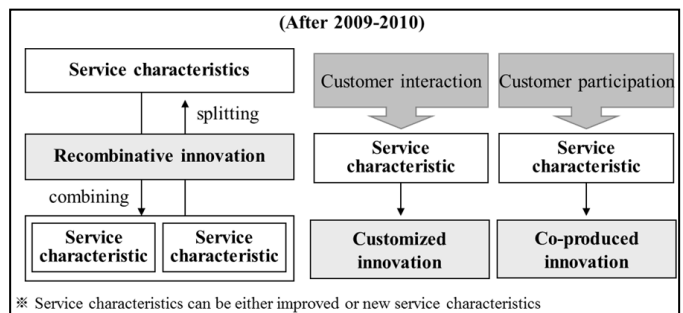 (After 2009-2010)
Service characteristics
splitting
Recombinative innovation
combining
Service
characteristic
Service
characteristic
Customer interaction
Service
characteristic
Customized
innovation
Customer participation
Service
characteristic
Co-produced
innovation
※ Service characteristics can be either improved or new service characteristics